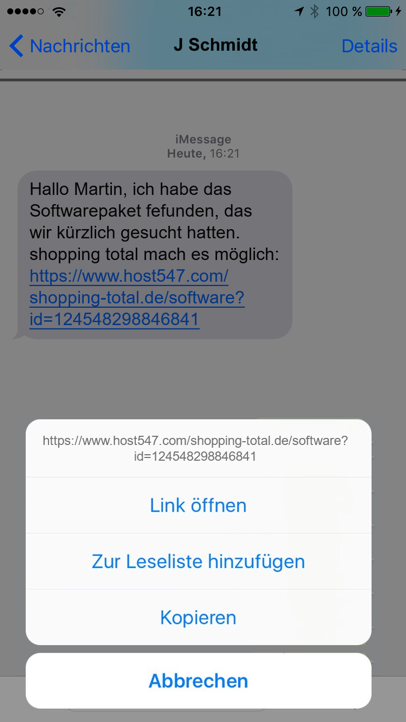 16:21
100 %
Nachrichten
J Schmidt
Details
iMessage
Heute, 16:21
Hallo Martin, ich habe das
Softwarepaket fefunden, das
wir kürzlich gesucht hatten.
shopping total mach es möglich:
https://www.host547.com/
shopping-total.de/software?
id=124548298846841
https://www.host547.com/shopping-total.de/software?
id=124548298846841
Link öffnen
Zur Leseliste hinzufügen
Kopieren
Abbrechen